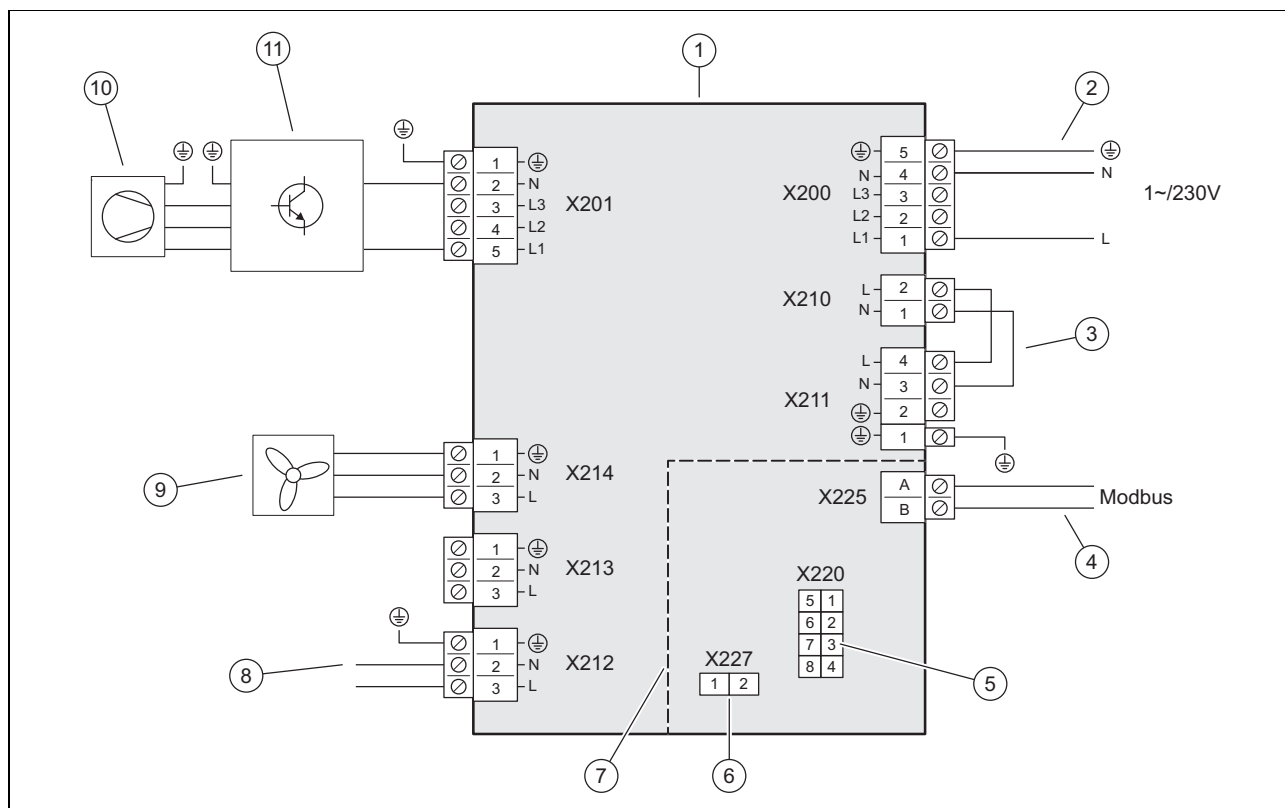 11
1
10
2
1
2 N
3 L3
4 L2
5 L1
X201
X200
5
N 4
L3 3
L2 2
L1 1
N
L
1~/230V
X210
L 2
N 1
3
X211
L 4
N 3
2
1
9
1
2 N
3 L
X214
X225
A
B
Modbus
4
1
2 N
3 L
X213
X220
5 1
6 2
7 3
8 4
5
8
1
2 N
3 L
X212
X227
1 2
7
6